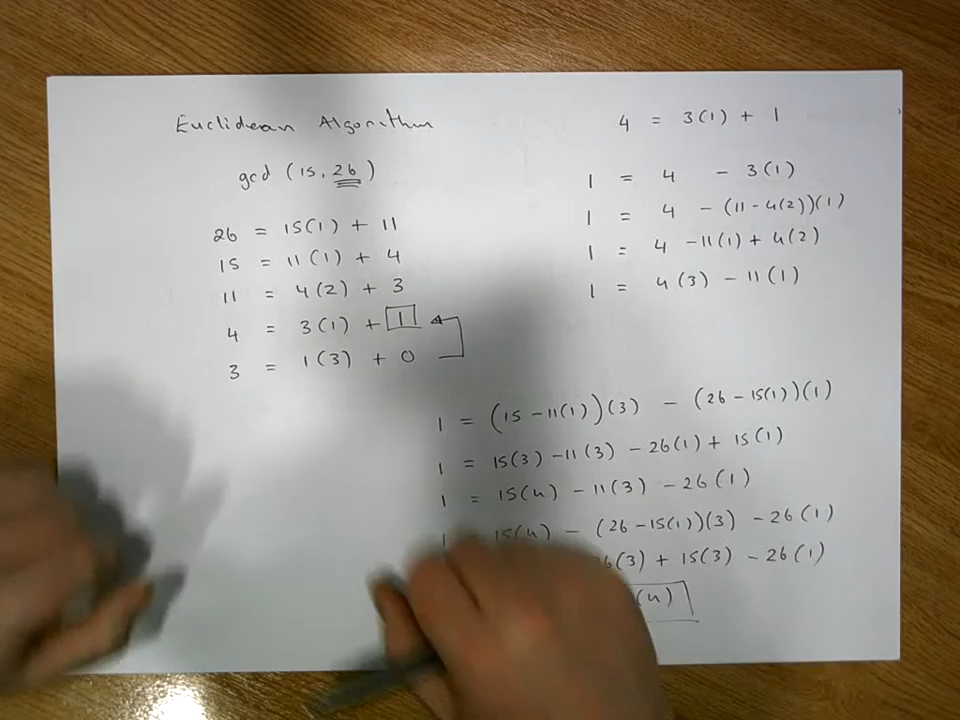 Euclidean Algorithm
gcd (15, 26)
26 = 15(1) + 11
15 = 11(1) + 4
11 = 4(2) + 3
4 = 3(1) + 1
3 = 1(3) + 0
4 = 3(1) + 1
1 = 4 - 3(1)
1 = 4 - (11 - 4(2))(1)
1 = 4 - 11(1) + 4(2)
1 = 4(3) - 11(1)
1 = (15 - 11(1))(3) - (26 - 15(1))(1)
1 = 15(3) - 11(3) - 26(1) + 15(1)
1 = 15(4) - 11(3) - 26(1)
1 = 15(4) - (26 - 15(1))(3) - 26(1)
6(3) + 15(3) - 26(1)
(4)